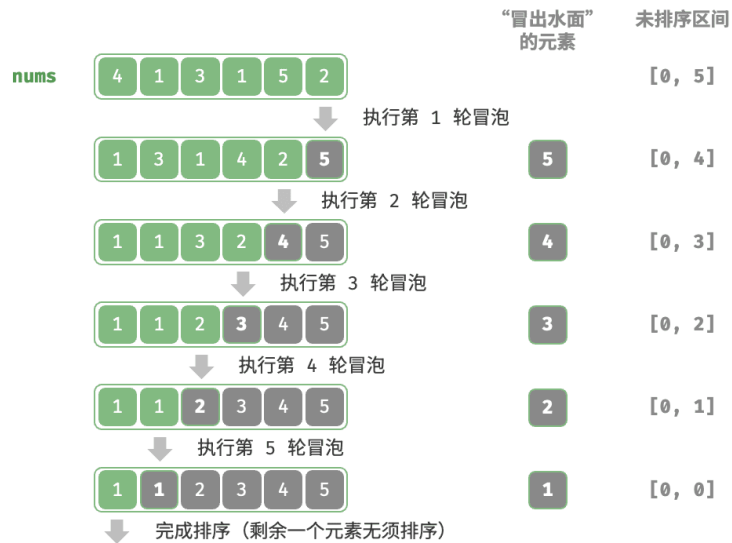 “冒出水面” 未排序区间
的元素
nums 4 1 3 1 5 2 [0, 5]
执行第 1 轮冒泡
1 3 1 4 2 5 5 [0, 4]
执行第 2 轮冒泡
1 1 3 2 4 5 4 [0, 3]
执行第 3 轮冒泡
1 1 2 3 4 5 3 [0, 2]
执行第 4 轮冒泡
1 1 2 3 4 5 2 [0, 1]
执行第 5 轮冒泡
1 1 2 3 4 5 1 [0, 0]
完成排序（剩余一个元素无须排序）